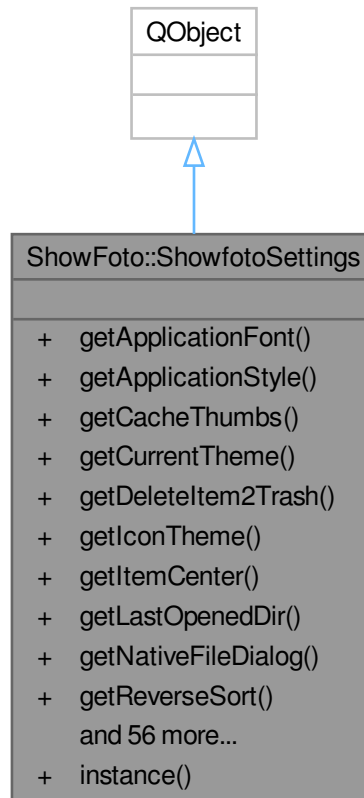 QObject
ShowFoto::ShowfotoSettings
+ getApplicationFont()
+ getApplicationStyle()
+ getCacheThumbs()
+ getCurrentTheme()
+ getDeleteItem2Trash()
+ getIconTheme()
+ getItemCenter()
+ getLastOpenedDir()
+ getNativeFileDialog()
+ getReverseSort()
and 56 more...
+ instance()